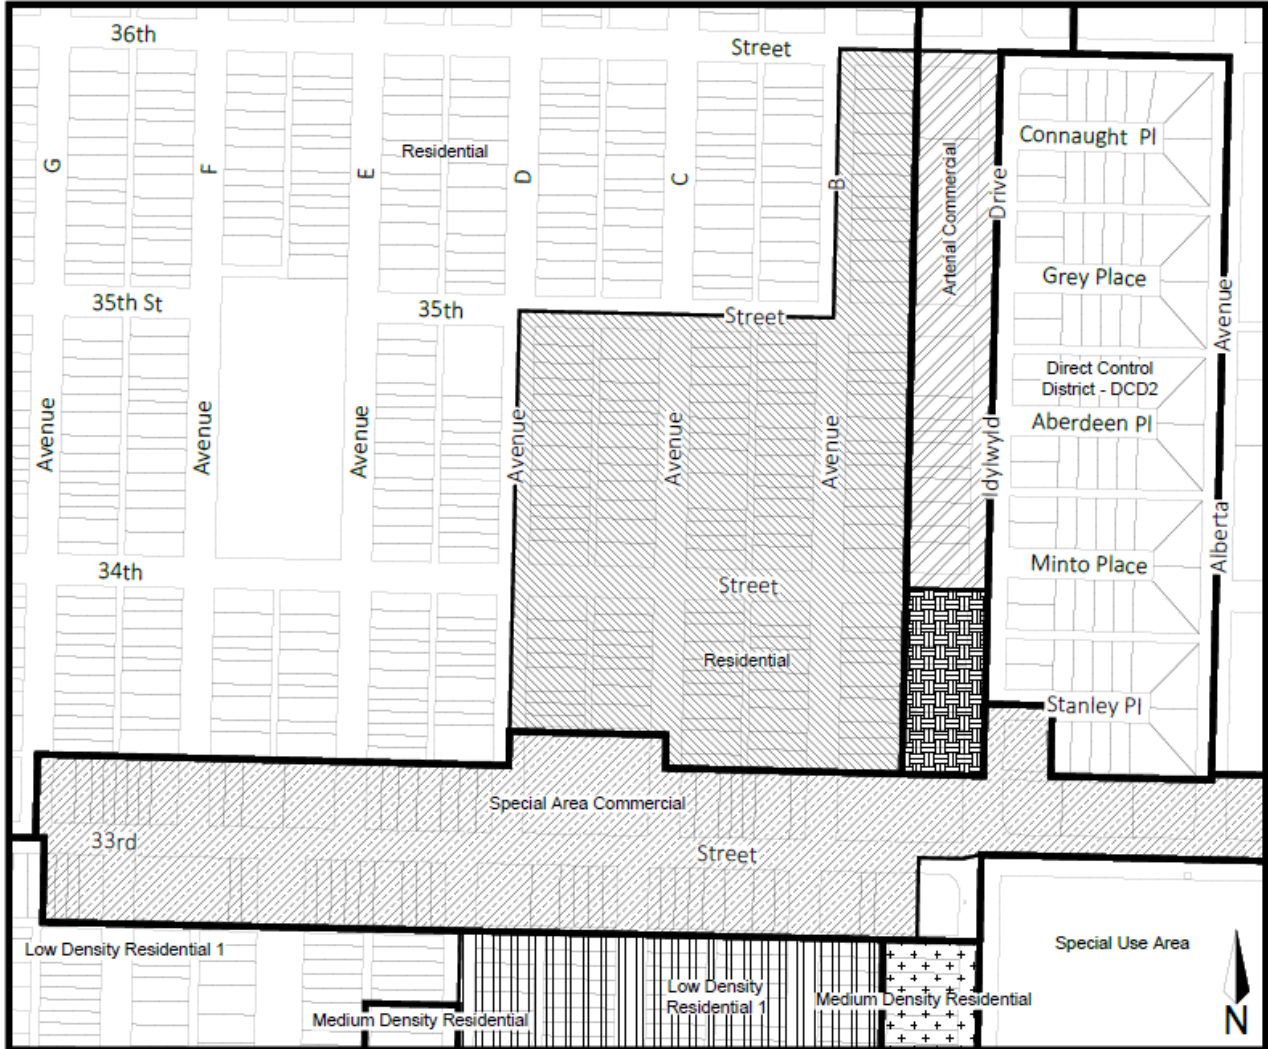 36th
Street
Connaught Pl
Residential
Arterial Commercial
G
F
E
D
C
B
Drive
Grey Place
35th St
35th
Street
Avenue
Direct Control
District - DCD2
Aberdeen Pl
Avenue
Avenue
Avenue
Avenue
Avenue
Avenue
Idylwyld
Alberta
34th
Street
Minto Place
Residential
Stanley Pl
Special Area Commercial
33rd
Street
Low Density Residential 1
Special Use Area
Low Density
Residential 1
Medium Density Residential
Medium Density Residential
N